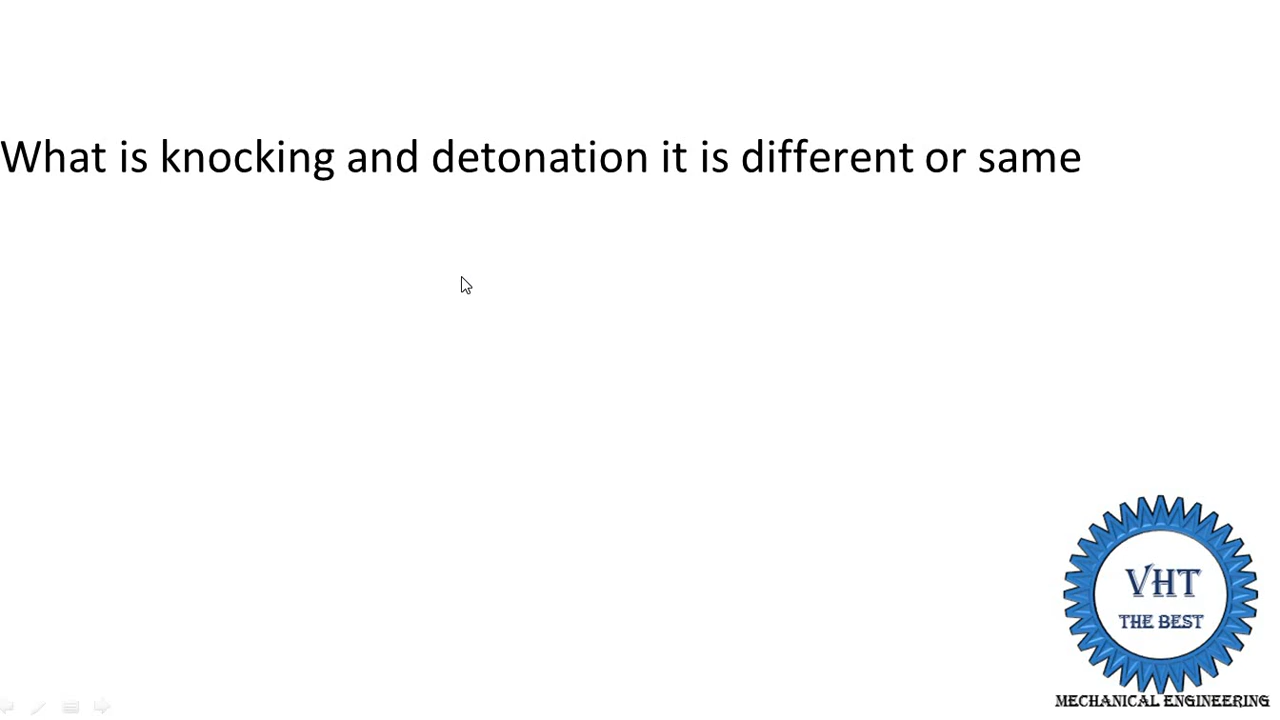 What is knocking and detonation it is different or same
VHT
THE BEST
MECHANICAL ENGINEERING